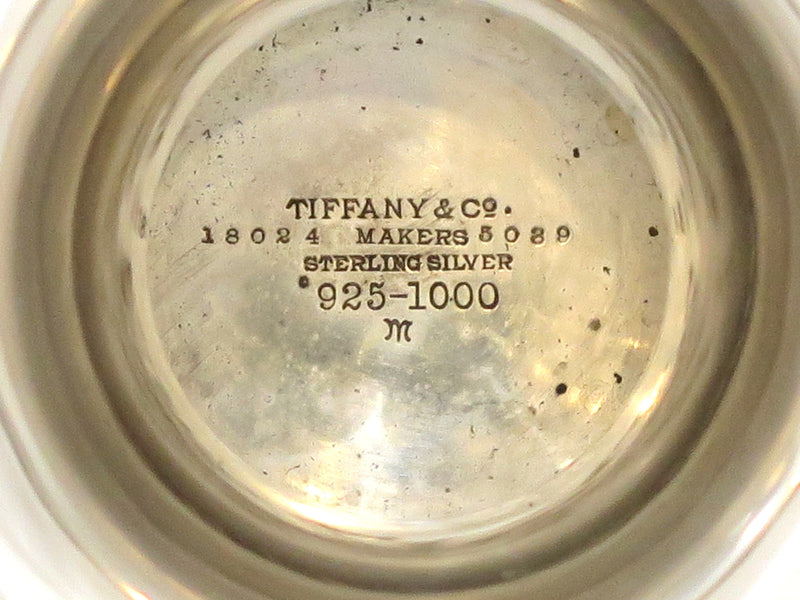 TIFFANY & Cº.
18024 MAKERS 5089
STERLING SILVER
925-1000
M